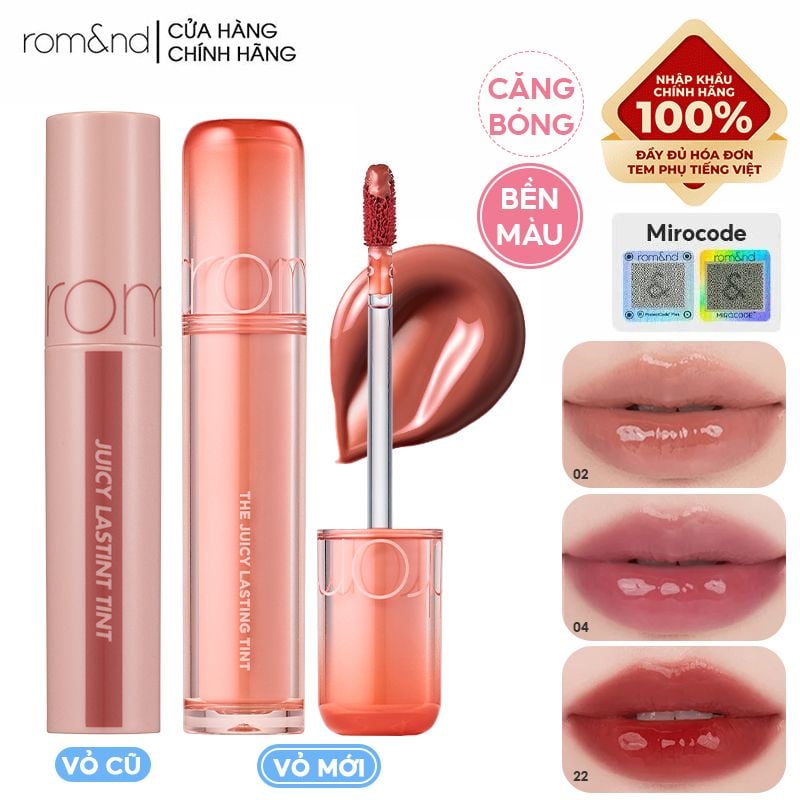 rom&nd
CỬA HÀNG
CHÍNH HÃNG
CĂNG
BÓNG
BỀN
MÀU
NHẬP KHẨU
CHÍNH HÃNG
100%
ĐẦY ĐỦ HÓA ĐƠN
TEM PHỤ TIẾNG VIỆT
Mirocode
rom&nd
rom&nd
&
&
MIROCODE
rom
rom
rom
JUICY LASTINT TINT
THE JUICY LASTING TINT
02
04
22
VỎ CŨ
VỎ MỚI